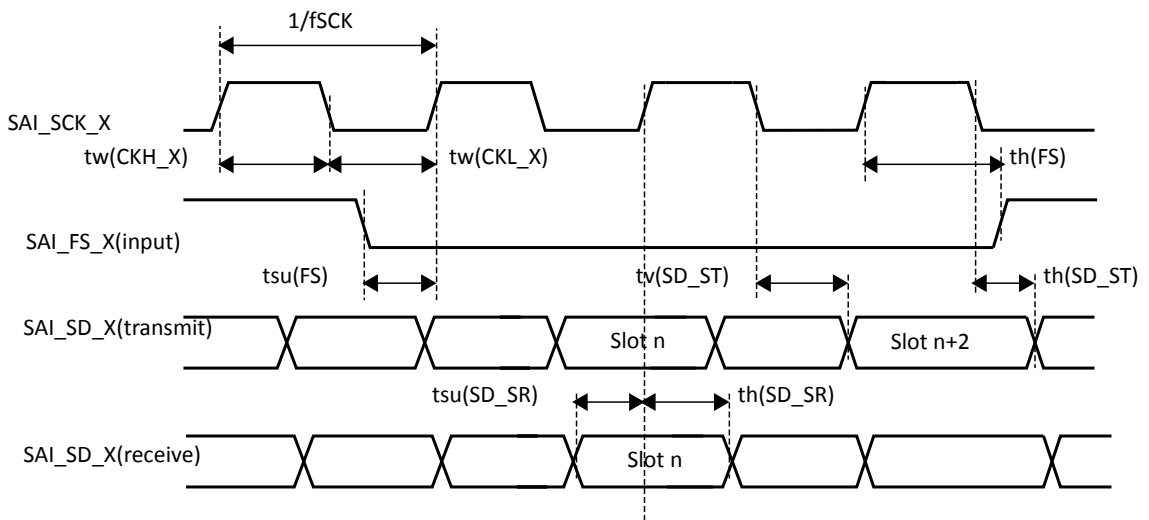 1/fSCK
SAI_SCK_X
tw(CKH_X)
tw(CKL_X)
th(FS)
SAI_FS_X(input)
tsu(FS)
tv(SD_ST)
th(SD_ST)
SAI_SD_X(transmit)
Slot n
Slot n+2
tsu(SD_SR)
th(SD_SR)
SAI_SD_X(receive)
Slot n